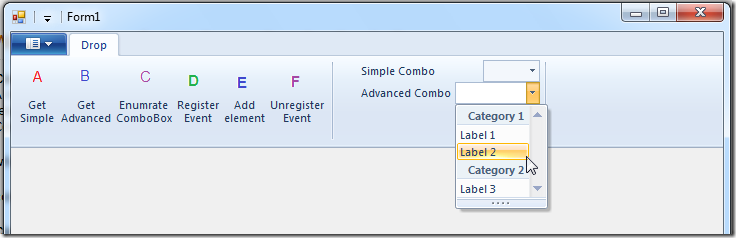 Form1
Drop
A B C D E F
Get Simple
Get Advanced
Enumrate ComboBox
Register Event
Add element
Unregister Event
Simple Combo
Advanced Combo
Category 1
Label 1
Label 2
Category 2
Label 3